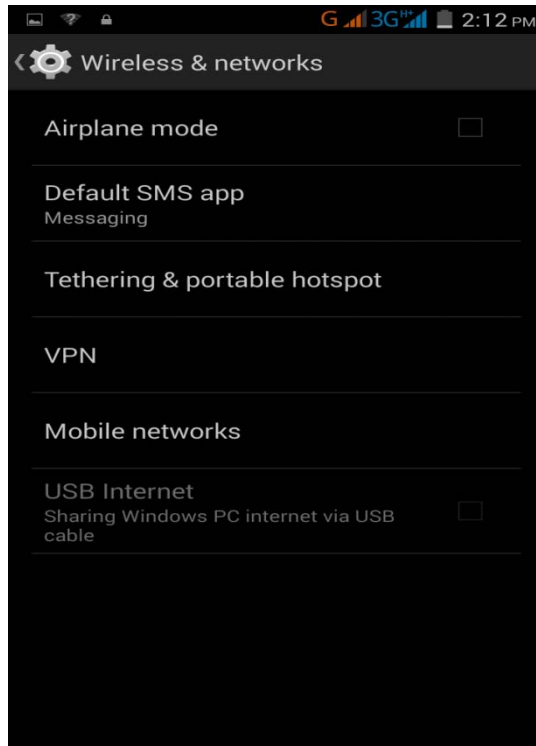 G 3G H+ 2:12 PM
Wireless & networks
Airplane mode
Default SMS app
Messaging
Tethering & portable hotspot
VPN
Mobile networks
USB Internet
Sharing Windows PC internet via USB
cable